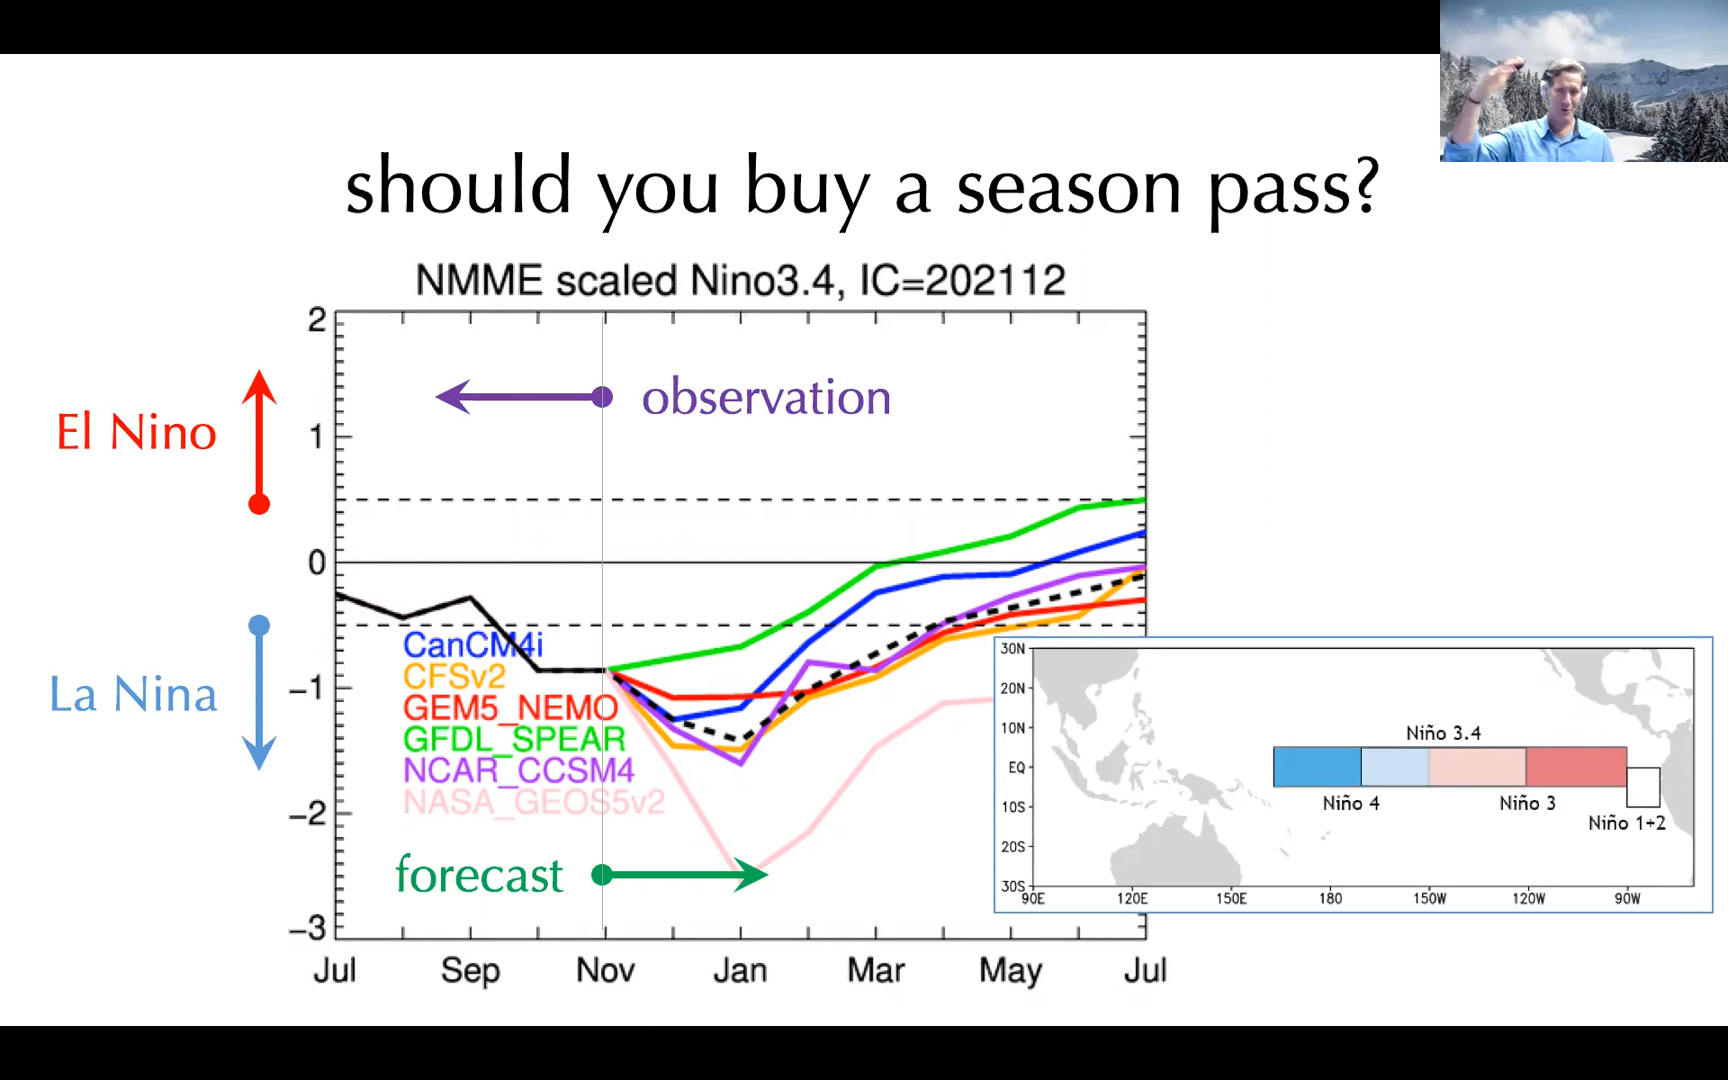 should you buy a season pass?
NMME scaled Nino3.4, IC=202112
2
1
0
−1
−2
−3
El Nino
La Nina
observation
CanCM4i
CFSv2
GEM5_NEMO
GFDL_SPEAR
NCAR_CCSM4
NASA_GEOS5v2
forecast
Jul Sep Nov Jan Mar May Jul
30N
20N
10N
EQ
10S
20S
30S
Niño 3.4
Niño 4 Niño 3
Niño 1+2
90E 120E 150E 180 150W 120W 90W